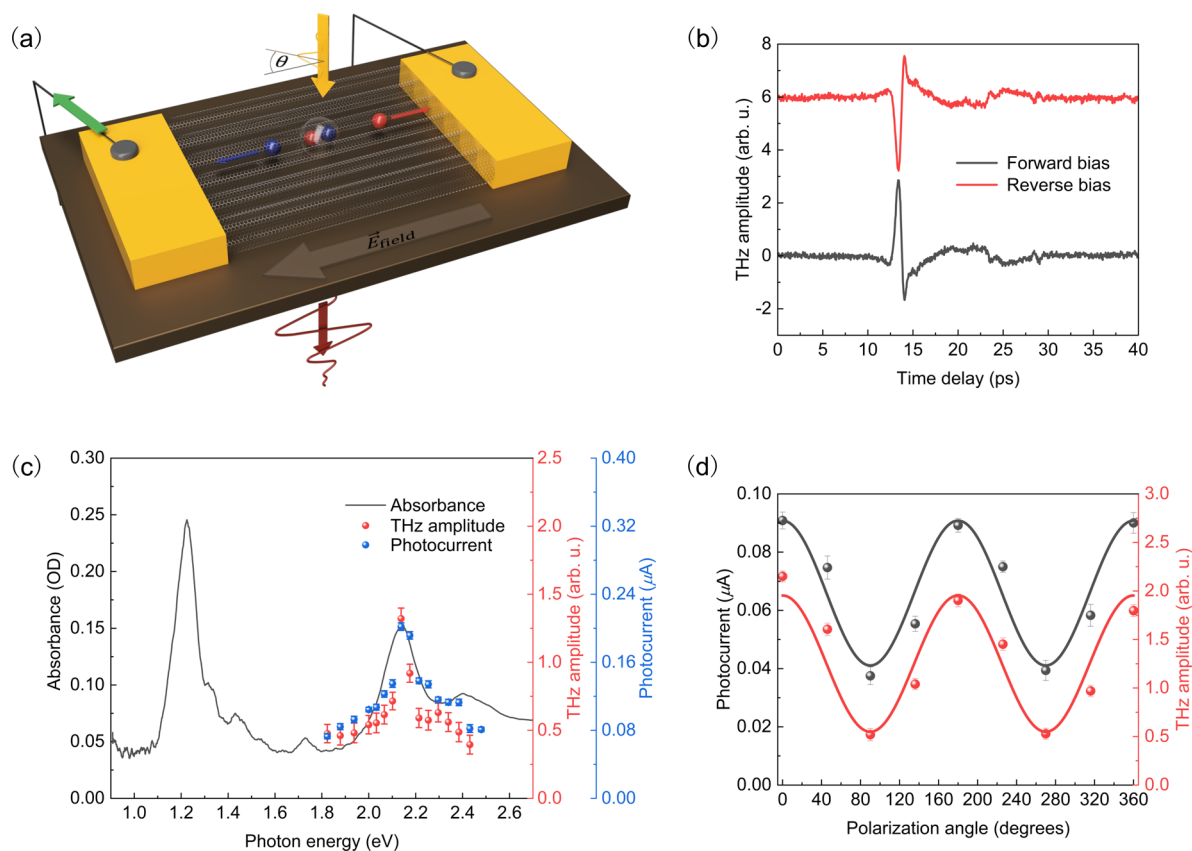 (a)
θ
E⃗field
(b)
THz amplitude (arb. u.)
8
6
4
2
0
-2
Forward bias
Reverse bias
0 5 10 15 20 25 30 35 40
Time delay (ps)
(c)
Absorbance (OD)
0.30
0.25
0.20
0.15
0.10
0.05
0.00
Absorbance
THz amplitude
Photocurrent
2.5
2.0
1.5
1.0
0.5
0.0
THz amplitude (arb. u.)
0.40
0.32
0.24
0.16
0.08
0.00
Photocurrent (μA)
1.0 1.2 1.4 1.6 1.8 2.0 2.2 2.4 2.6
Photon energy (eV)
(d)
Photocurrent (μA)
0.10
0.08
0.06
0.04
0.02
0.00
3.0
2.5
2.0
1.5
1.0
0.5
0.0
THz amplitude (arb. u.)
0 40 80 120 160 200 240 280 320 360
Polarization angle (degrees)